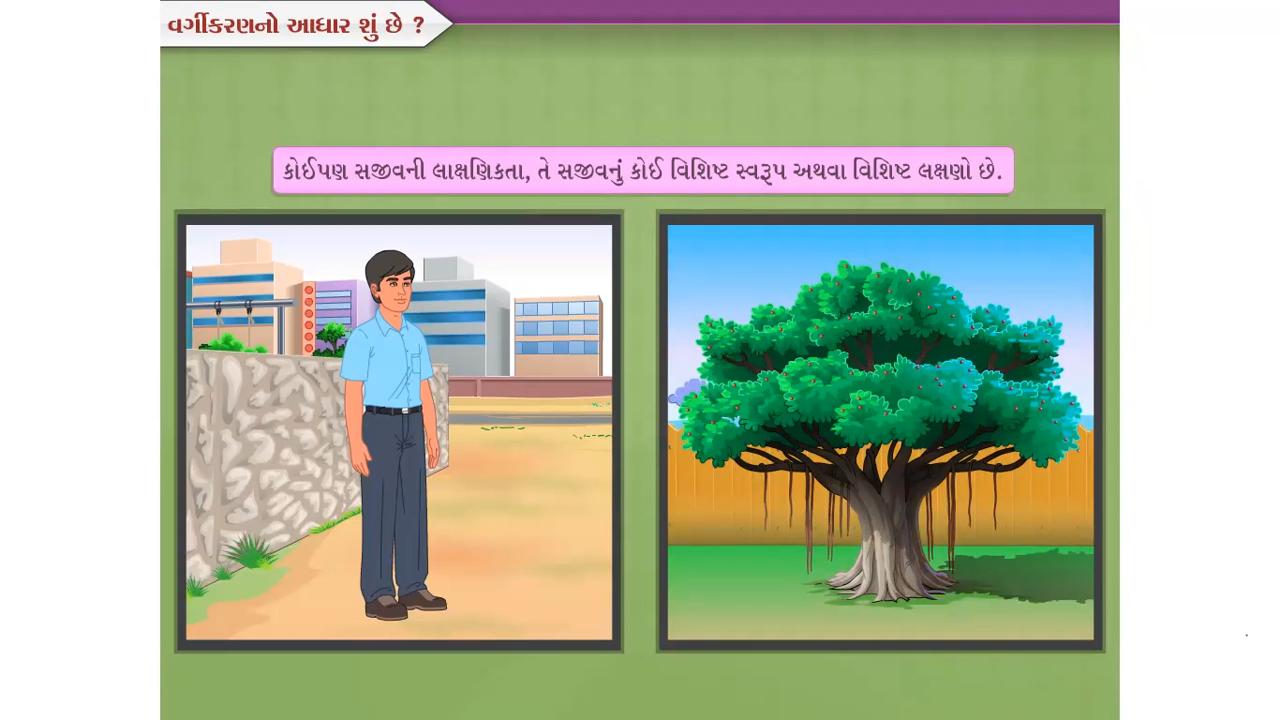 વર્ગીકરણનો આધાર શું છે ?
કોઈપણ સજીવની લાક્ષણિકતા, તે સજીવનું કોઈ વિશિષ્ટ સ્વરૂપ અથવા વિશિષ્ટ લક્ષણો છે.